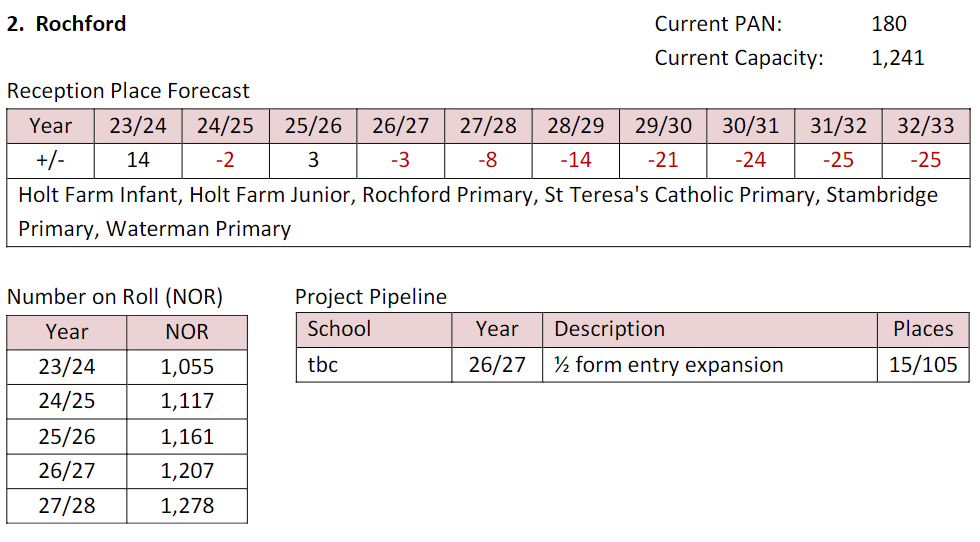 2. Rochford
Current PAN: 180
Current Capacity: 1,241
Reception Place Forecast
Year 23/24 24/25 25/26 26/27 27/28 28/29 29/30 30/31 31/32 32/33
+/- 14 -2 3 -3 -8 -14 -21 -24 -25 -25
Holt Farm Infant, Holt Farm Junior, Rochford Primary, St Teresa's Catholic Primary, Stambridge
Primary, Waterman Primary
Number on Roll (NOR)
Year NOR
23/24 1,055
24/25 1,117
25/26 1,161
26/27 1,207
27/28 1,278
Project Pipeline
School Year Description Places
tbc 26/27 ½ form entry expansion 15/105